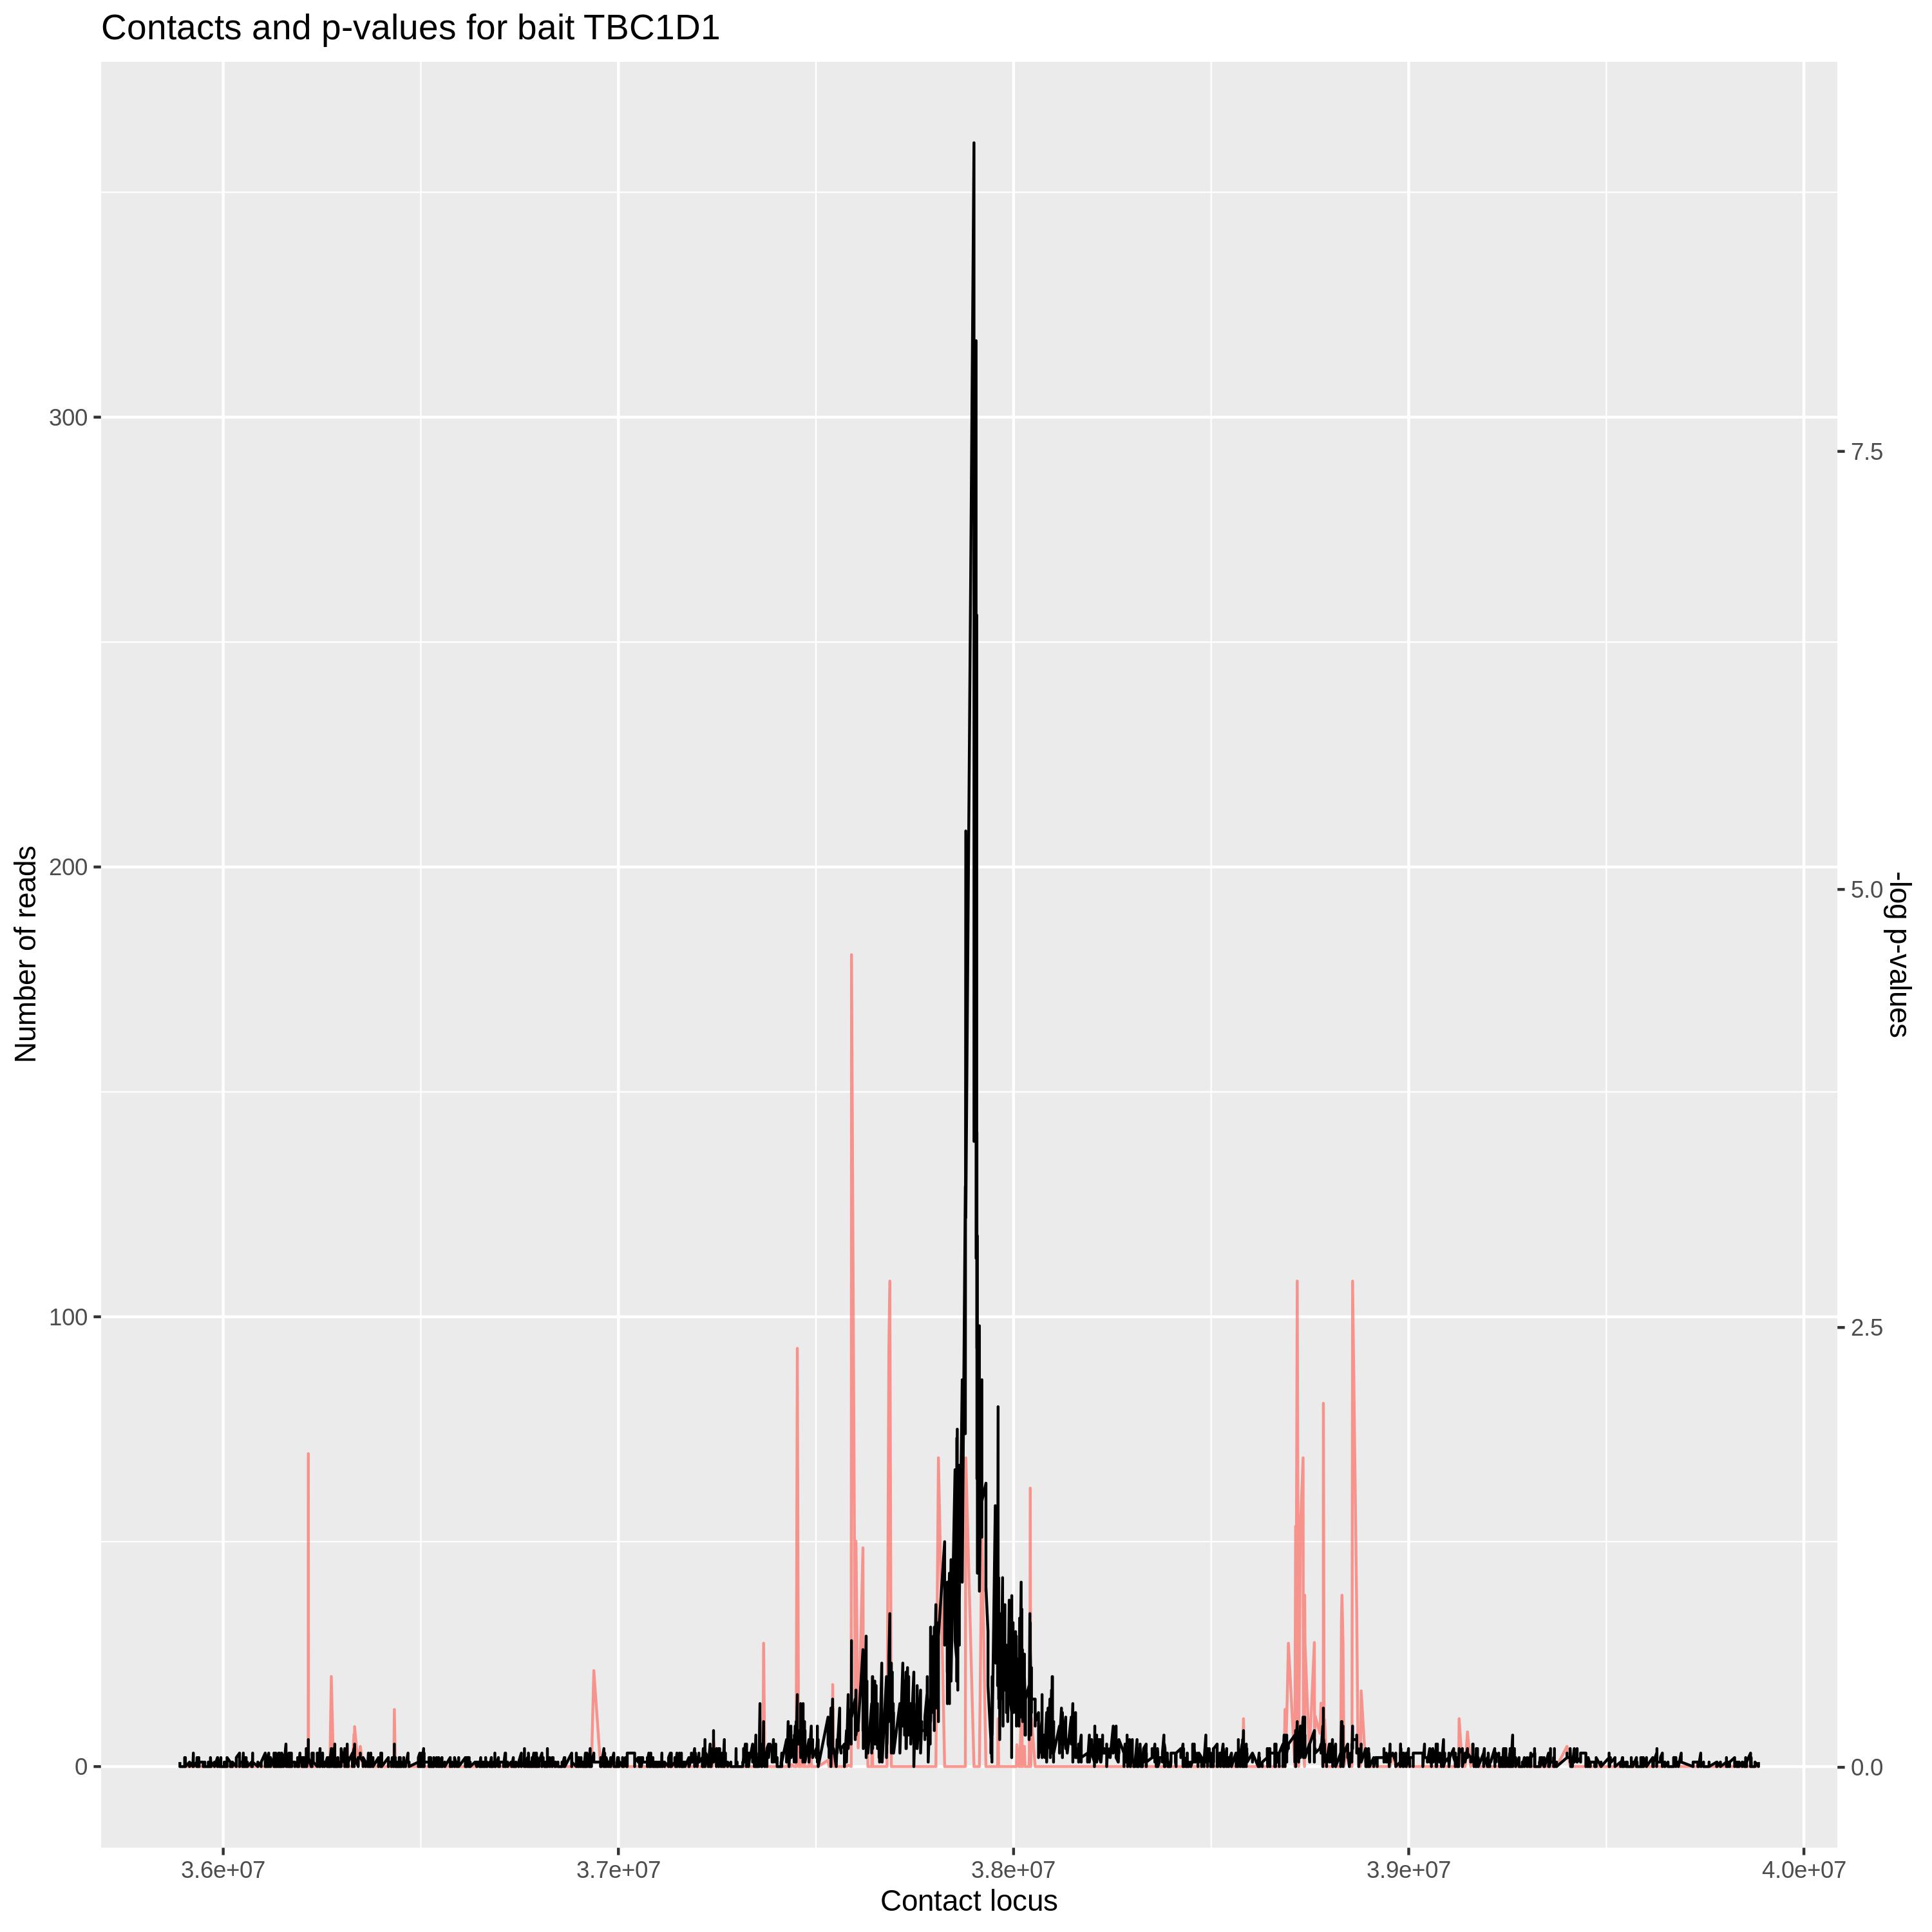 Contacts and p-values for bait TBC1D1
Number of reads
300
200
100
0
7.5
5.0
2.5
0.0
-log p-values
3.6e+07
3.7e+07
3.8e+07
3.9e+07
4.0e+07
Contact locus